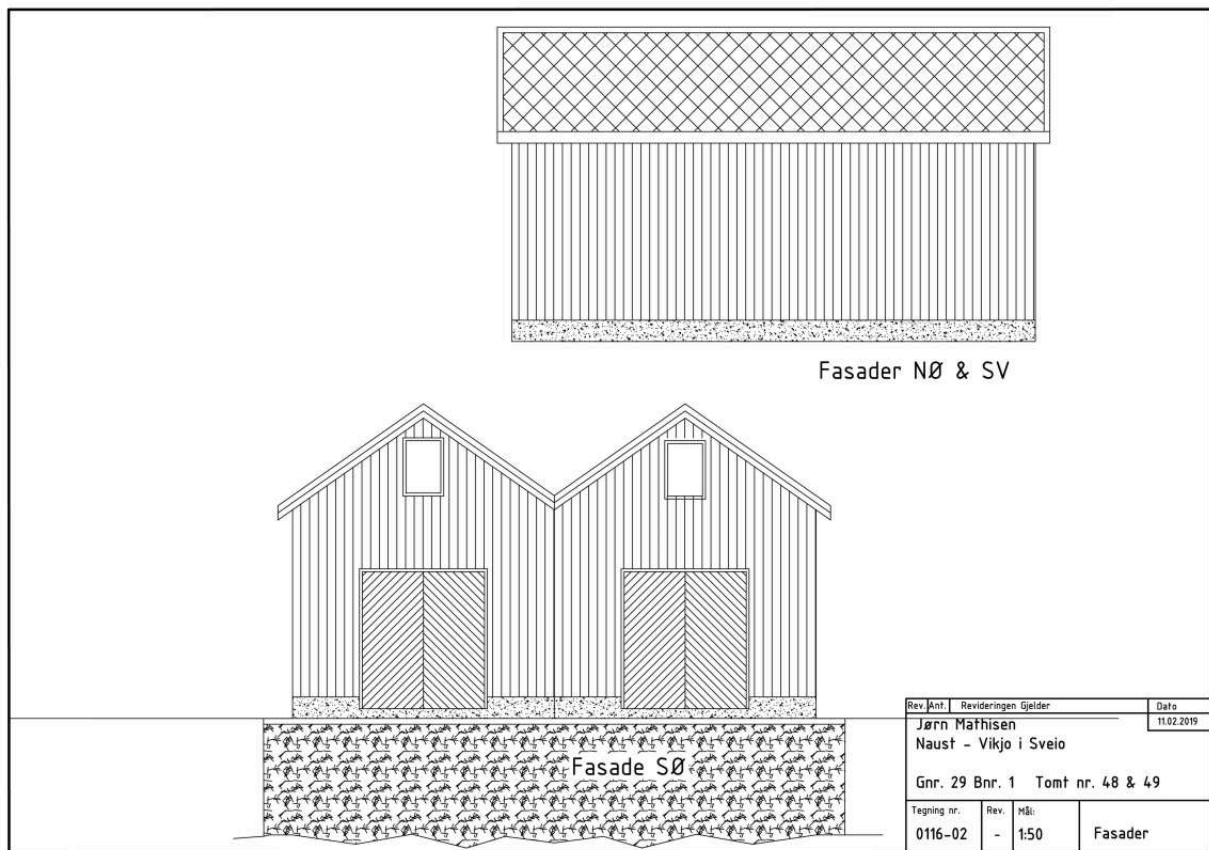 Fasader NØ & SV
Fasade SØ
Rev. Ant. Revideringen Gjelder Dato
11.02.2019
Jørn Mathisen
Naust - Vikjo i Sveio
Gnr. 29 Bnr. 1 Tomt nr. 48 & 49
Tegning nr. Rev. Mål:
0116-02 - 1:50 Fasader